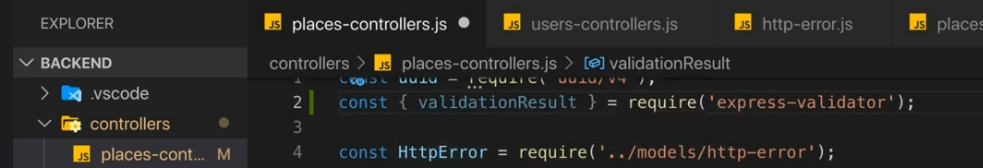 EXPLORER
JS places-controllers.js
JS users-controllers.js
JS http-error.js
JS places
BACKEND
.vscode
controllers
JS places-cont... M
controllers > JS places-controllers.js > validationResult
1 const uuid = require('uuid/v4');
2 const { validationResult } = require('express-validator');
3
4 const HttpError = require('../models/http-error');